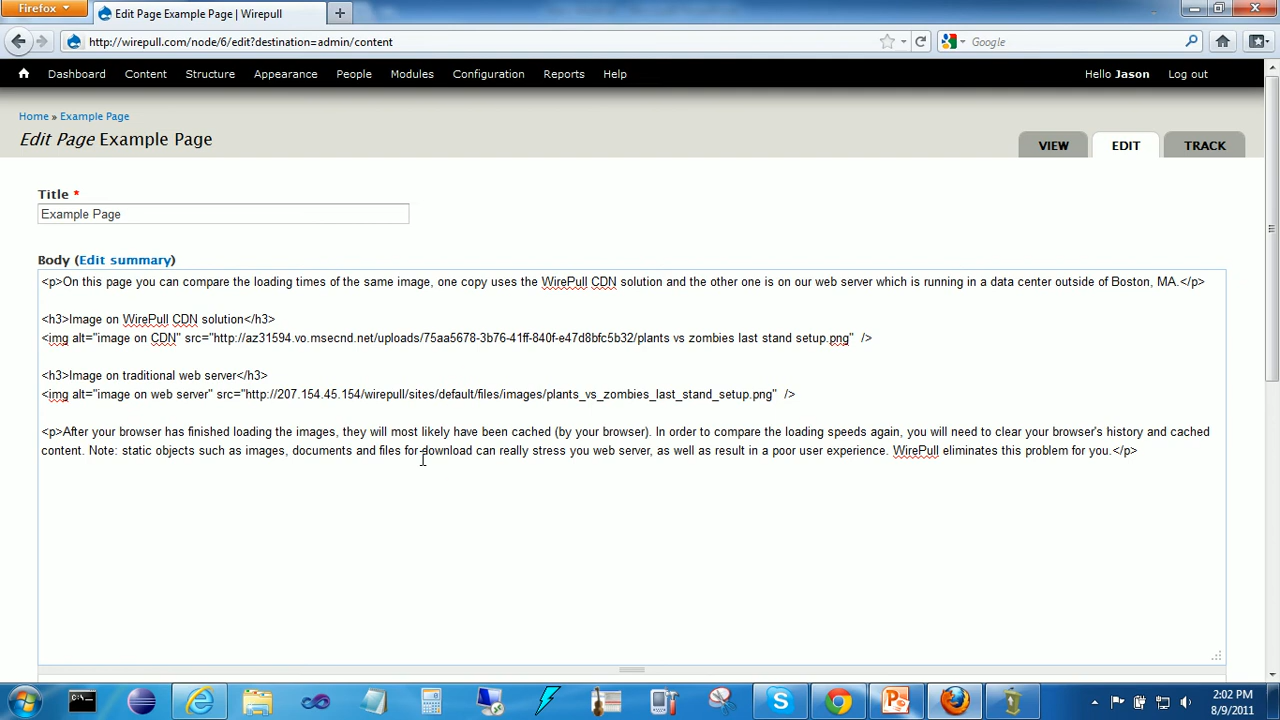 Firefox
Edit Page Example Page | Wirepull
http://wirepull.com/node/6/edit?destination=admin/content
Google
Dashboard Content Structure Appearance People Modules Configuration Reports Help
Hello Jason Log out
Home » Example Page
Edit Page Example Page
VIEW EDIT TRACK
Title *
Example Page
Body (Edit summary)
<p>On this page you can compare the loading times of the same image, one copy uses the WirePull CDN solution and the other one is on our web server which is running in a data center outside of Boston, MA.</p>
<h3>Image on WirePull CDN solution</h3>
<img alt="image on CDN" src="http://az31594.vo.msecnd.net/uploads/75aa5678-3b76-41ff-840f-e47d8bfc5b32/plants vs zombies last stand setup.png" />
<h3>Image on traditional web server</h3>
<img alt="image on web server" src="http://207.154.45.154/wirepull/sites/default/files/images/plants_vs_zombies_last_stand_setup.png" />
<p>After your browser has finished loading the images, they will most likely have been cached (by your browser). In order to compare the loading speeds again, you will need to clear your browser's history and cached
content. Note: static objects such as images, documents and files for download can really stress you web server, as well as result in a poor user experience. WirePull eliminates this problem for you.</p>
2:02 PM
8/9/2011